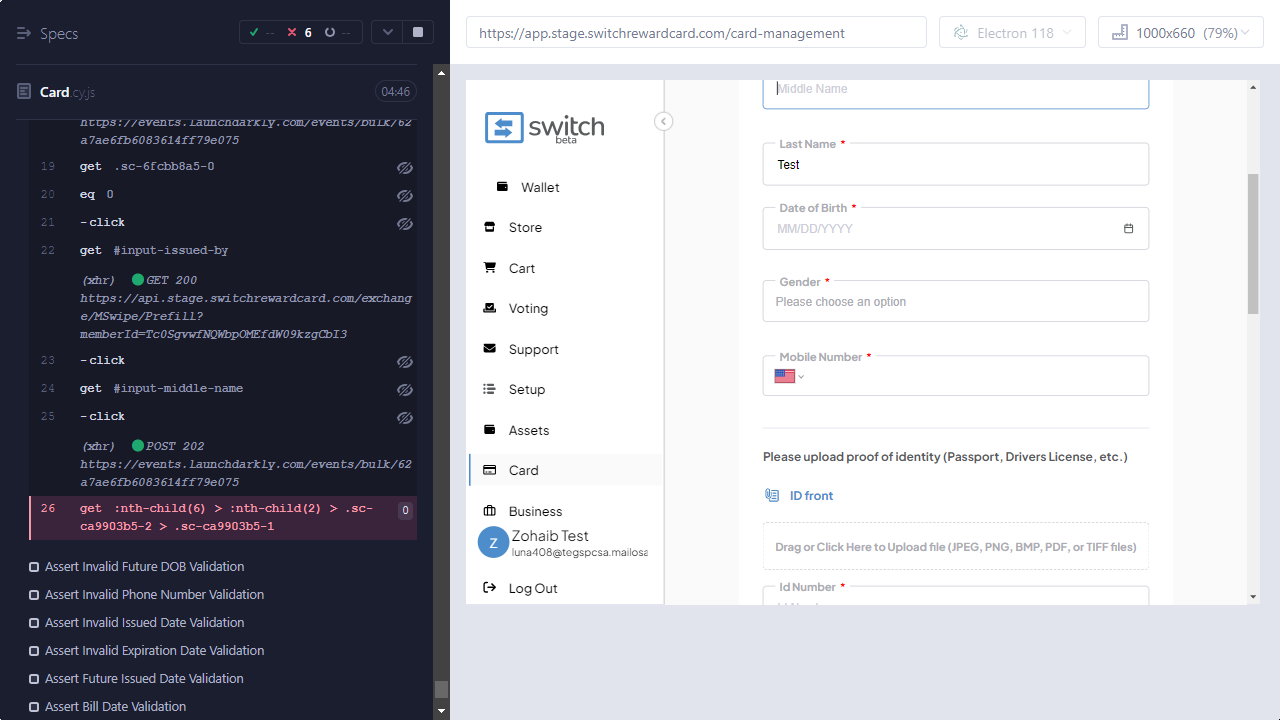 Specs
-- 6 --
https://app.stage.switchrewardcard.com/card-management
Electron 118
1000x660 (79%)
Card.cy.js
04:46
https://events.launchdarkly.com/events/bulk/62
a7ae6fb6083614ff79e075
19 get .sc-6fcbb8a5-0
20 eq 0
21 -click
22 get #input-issued-by
(xhr) GET 200
https://api.stage.switchrewardcard.com/exchang
e/MSwipe/Prefill?
memberId=Tc0SgvwfNQWbpOMEfdW09kzgCbI3
23 -click
24 get #input-middle-name
25 -click
(xhr) POST 202
https://events.launchdarkly.com/events/bulk/62
a7ae6fb6083614ff79e075
26 get :nth-child(6) > :nth-child(2) > .sc-
ca9903b5-2 > .sc-ca9903b5-1
0
Assert Invalid Future DOB Validation
Assert Invalid Phone Number Validation
Assert Invalid Issued Date Validation
Assert Invalid Expiration Date Validation
Assert Future Issued Date Validation
Assert Bill Date Validation
switch
beta
Wallet
Store
Cart
Voting
Support
Setup
Assets
Card
Business
Z
Zohaib Test
luna408@tegspcsa.mailosa
Log Out
Middle Name
Last Name *
Test
Date of Birth *
MM/DD/YYYY
Gender *
Please choose an option
Mobile Number *
Please upload proof of identity (Passport, Drivers License, etc.)
ID front
Drag or Click Here to Upload file (JPEG, PNG, BMP, PDF, or TIFF files)
Id Number *